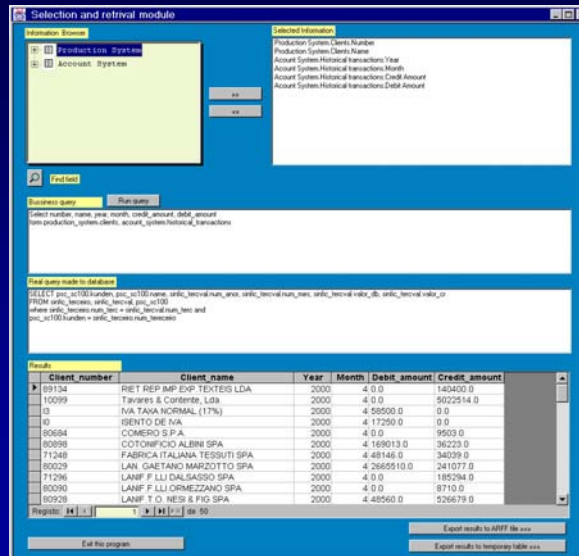 Selection and retrival module
Information Browser
Production System
Account System
Selected Information
Production System.Clients.Number
Production System.Clients.Name
Acount System.Historical transactions.Year
Acount System.Historical transactions.Month
Acount System.Historical transactions.Credit Amount
Acount System.Historical transactions.Debit Amount
»»
««
Find field
Bussiness query
Run query
Select number, name, year, month, credit_amount, debit_amount
form production_system.clients, acount_system.historical_transactions
Real query made to database
SELECT psc_sc100.kunden, psc_sc100.name, sinfic_tercval.num_anor, sinfic_tercval.num_mes, sinfic_tercval.valor_db, sinfic_tercval.valor_cr
FROM sinfic_terceiro, sinfic_tercval, psc_sc100
where sinfic_terceiro.num_terc = sinfic_tercval.num_terc and
psc_sc100.kunden = sinfic_terceiro.num_terceiro
Results
Client_number Client_name Year Month Debit_amount Credit_amount
89134 RIET REP.IMP.EXP.TEXTEIS LDA 2000 4 0.0 140400.0
10099 Tavares & Contente, Lda. 2000 4 0.0 5022514.0
I3 IVA TAXA NORMAL (17%) 2000 4 58500.0 0.0
I0 ISENTO DE IVA 2000 4 17250.0 0.0
80684 COMERO S.P.A. 2000 4 0.0 9503.0
80898 COTONIFICIO ALBINI SPA 2000 4 169013.0 36223.0
71248 FABRICA ITALIANA TESSUTI SPA 2000 4 48146.0 34039.0
80029 LAN. GAETANO MARZOTTO SPA 2000 4 2665510.0 241077.0
71296 LANIF.F.LLI DALSASSO SPA 2000 4 0.0 185294.0
80090 LANIF.F.LLI.ORMEZZANO SPA 2000 4 0.0 8710.0
80928 LANIF.T.O. NESI & FIG SPA 2000 4 48560.0 526679.0
Registo: 1 de 50
Exit this program
Export results to ARFF file »»»
Export results to temporary table »»»